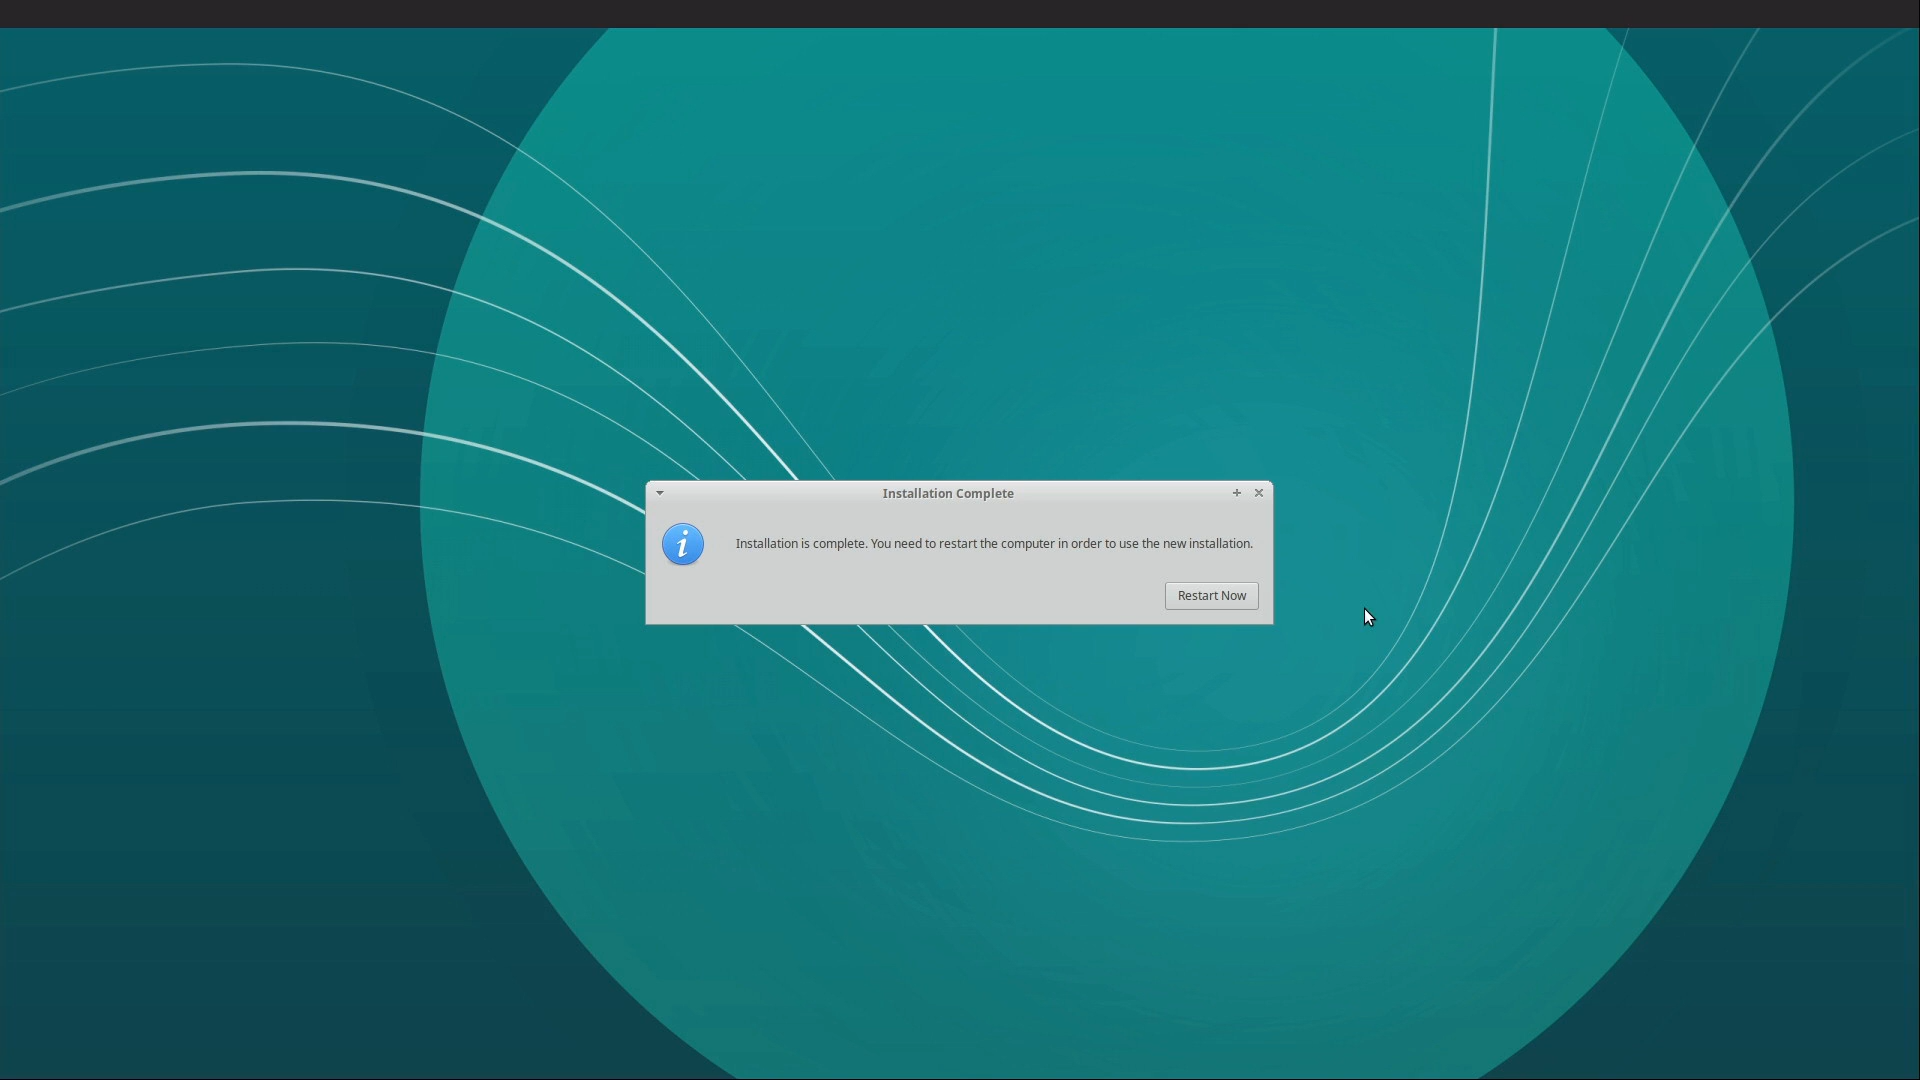 Installation Complete
Installation is complete. You need to restart the computer in order to use the new installation.
Restart Now